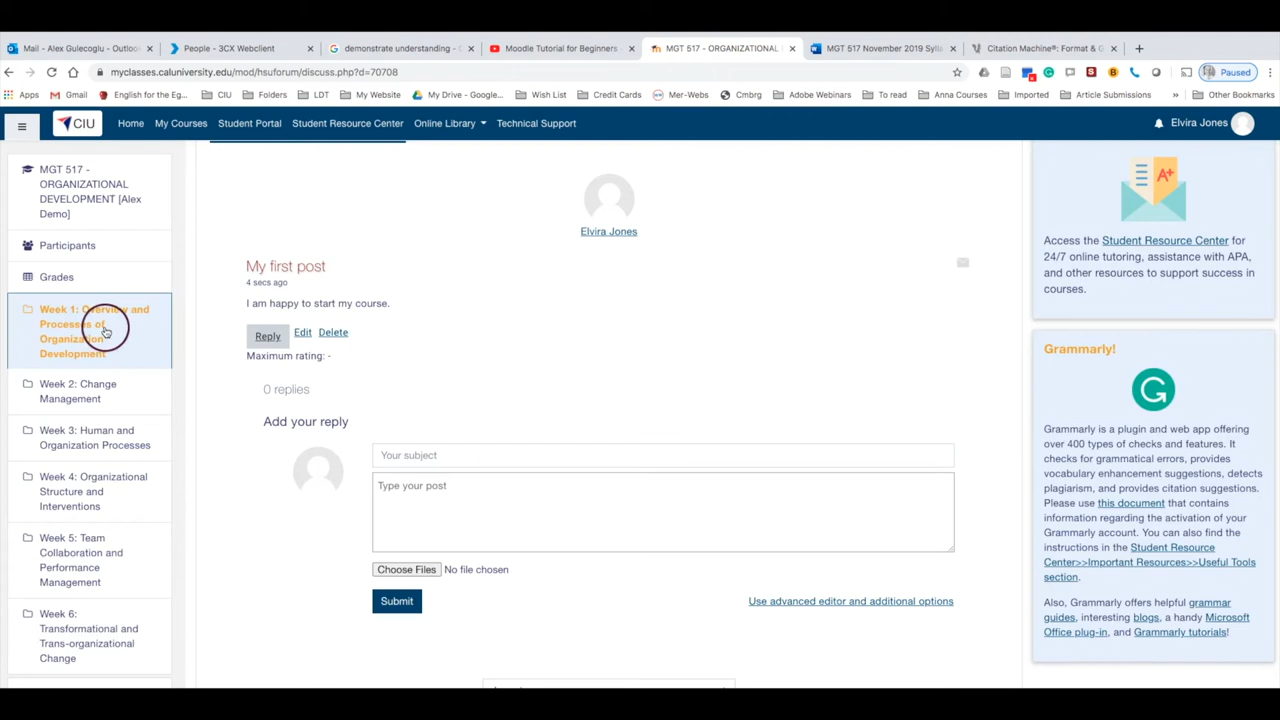 Mail - Alex Gulecoglu - Outloo
People - 3CX Webclient
demonstrate understanding -
Moodle Tutorial for Beginners -
MGT 517 - ORGANIZATIONAL
MGT 517 November 2019 Sylla
Citation Machine®: Format & G
myclasses.caluniversity.edu/mod/hsuforum/discuss.php?d=70708
Paused
Apps
Gmail
English for the Eg...
CIU
Folders
LDT
My Website
My Drive - Google...
Wish List
Credit Cards
Mer-Webs
Cmbrg
Adobe Webinars
To read
Anna Courses
Imported
Article Submissions
Other Bookmarks
CIU
Home
My Courses
Student Portal
Student Resource Center
Online Library
Technical Support
Elvira Jones
MGT 517 -
ORGANIZATIONAL
DEVELOPMENT [Alex
Demo]
Participants
Grades
Week 1: Overview and
Processes of
Organization
Development
Week 2: Change
Management
Week 3: Human and
Organization Processes
Week 4: Organizational
Structure and
Interventions
Week 5: Team
Collaboration and
Performance
Management
Week 6:
Transformational and
Trans-organizational
Change
Elvira Jones
My first post
4 secs ago
I am happy to start my course.
Reply Edit Delete
Maximum rating: -
0 replies
Add your reply
Your subject
Type your post
Choose Files No file chosen
Submit
Use advanced editor and additional options
A+
Access the Student Resource Center for
24/7 online tutoring, assistance with APA,
and other resources to support success in
courses.
Grammarly!
G
Grammarly is a plugin and web app offering
over 400 types of checks and features. It
checks for grammatical errors, provides
vocabulary enhancement suggestions, detects
plagiarism, and provides citation suggestions.
Please use this document that contains
information regarding the activation of your
Grammarly account. You can also find the
instructions in the Student Resource
Center>>Important Resources>>Useful Tools
section.
Also, Grammarly offers helpful grammar
guides, interesting blogs, a handy Microsoft
Office plug-in, and Grammarly tutorials!